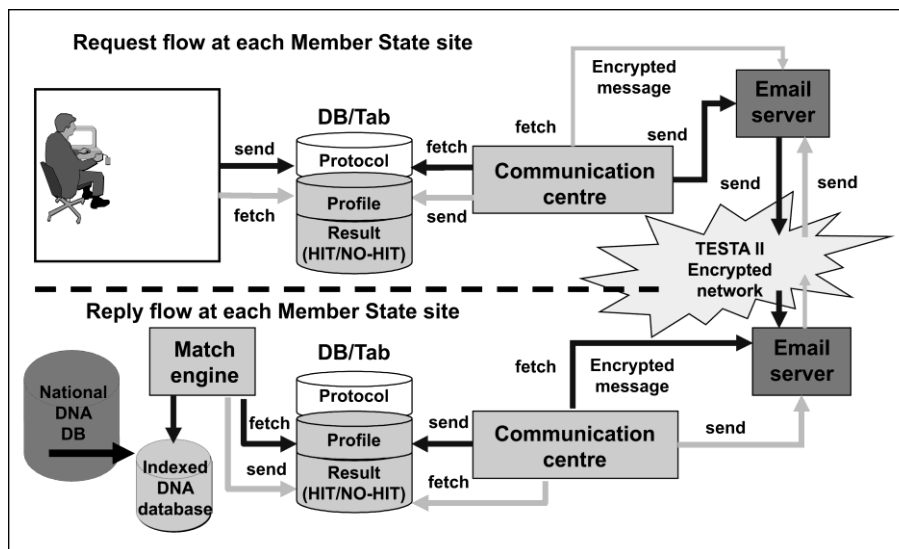 Request flow at each Member State site
Encrypted
message
Email
server
DB/Tab
fetch
send
send
fetch
Protocol
Communication
centre
send
send
fetch
Profile
send
Result
(HIT/NO-HIT)
TESTA II
Encrypted
network
Reply flow at each Member State site
Match
engine
DB/Tab
fetch
Encrypted
message
Email
server
National
DNA
DB
Protocol
fetch
send
Communication
centre
send
Profile
send
Indexed
DNA
database
Result
(HIT/NO-HIT)
fetch